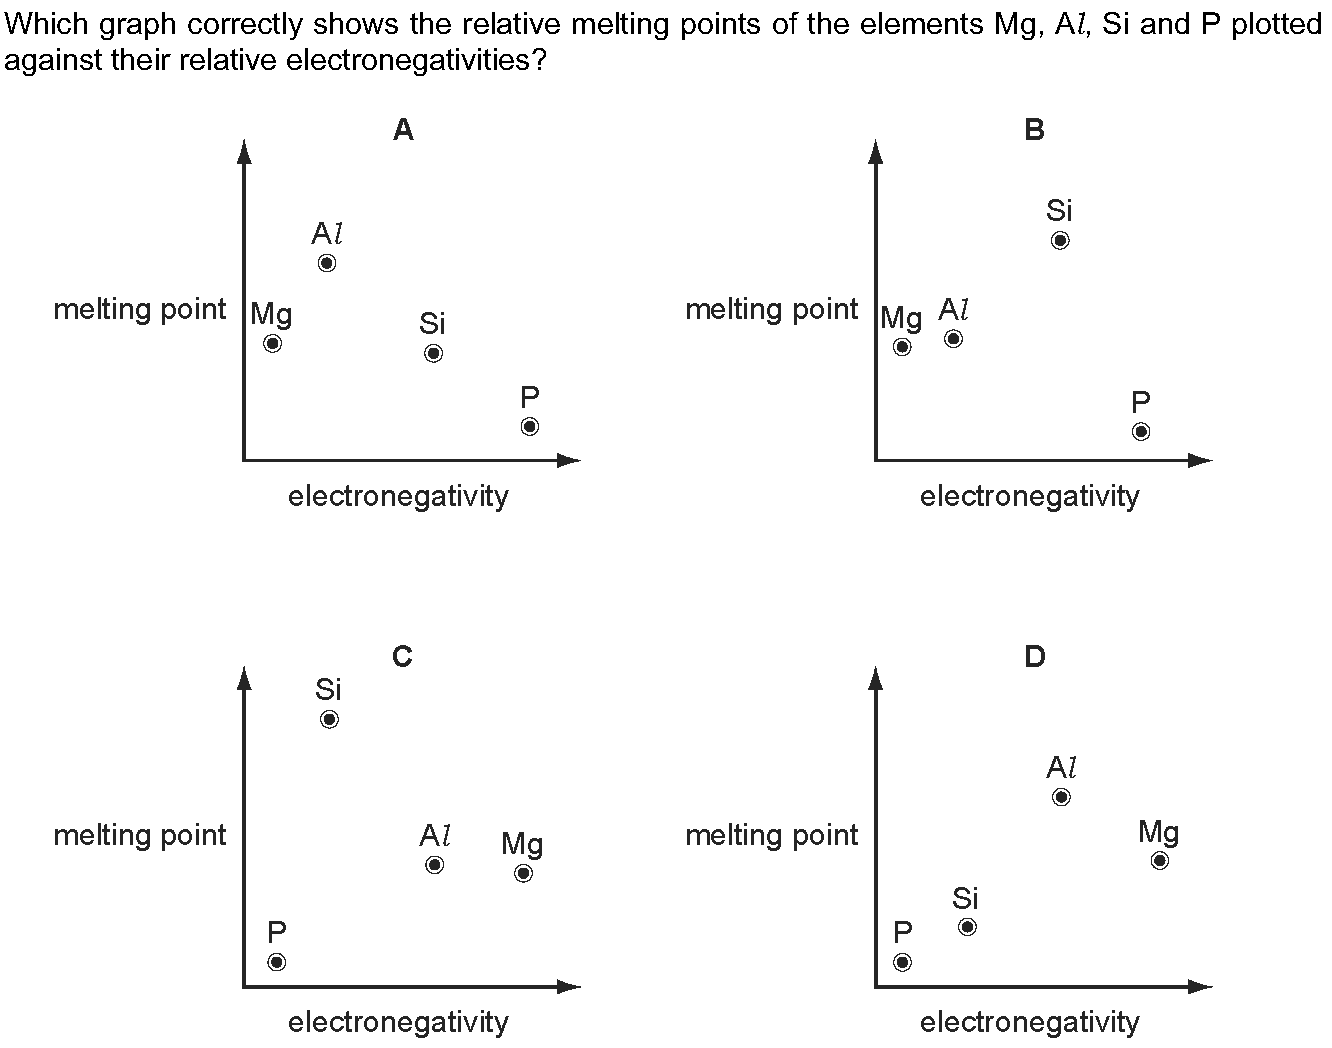 Which graph correctly shows the relative melting points of the elements Mg, Al, Si and P plotted
against their relative electronegativities?
A
melting point
Al
Mg
Si
P
electronegativity
B
melting point
Si
Mg
Al
P
electronegativity
C
melting point
Si
Al
Mg
P
electronegativity
D
melting point
Al
Mg
Si
P
electronegativity